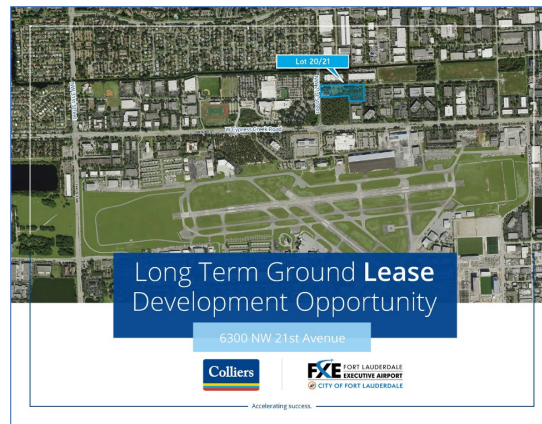 Lot 20/21
W Cypress Creek Road
Long Term Ground Lease
Development Opportunity
6300 NW 21st Avenue
Colliers
FXE FORT LAUDERDALE
EXECUTIVE AIRPORT
CITY OF FORT LAUDERDALE
Accelerating success.